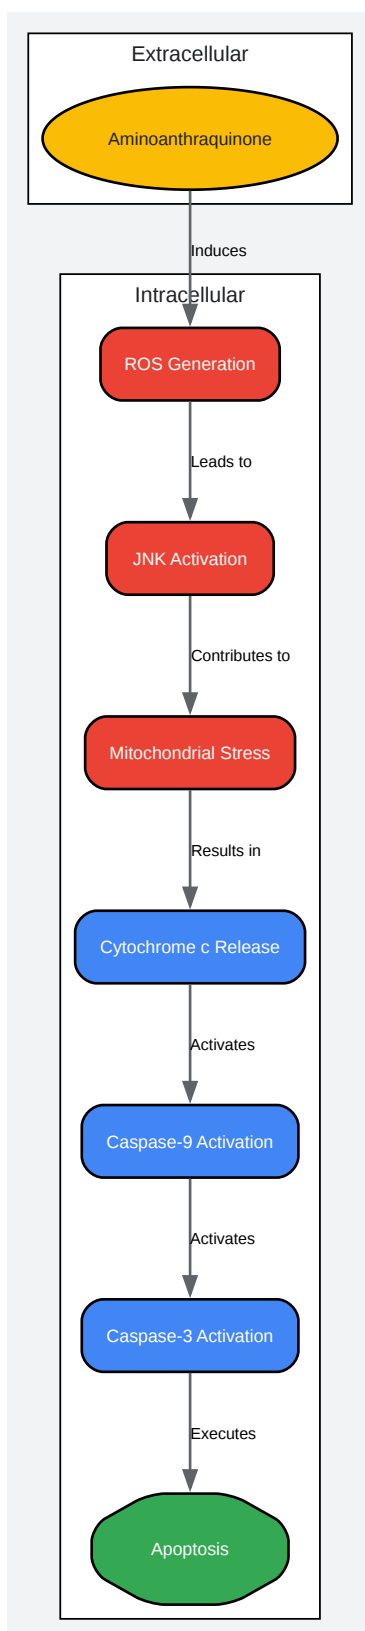 Extracellular
Aminoanthraquinone
Induces
Intracellular
ROS Generation
Leads to
JNK Activation
Contributes to
Mitochondrial Stress
Results in
Cytochrome c Release
Activates
Caspase-9 Activation
Activates
Caspase-3 Activation
Executes
Apoptosis